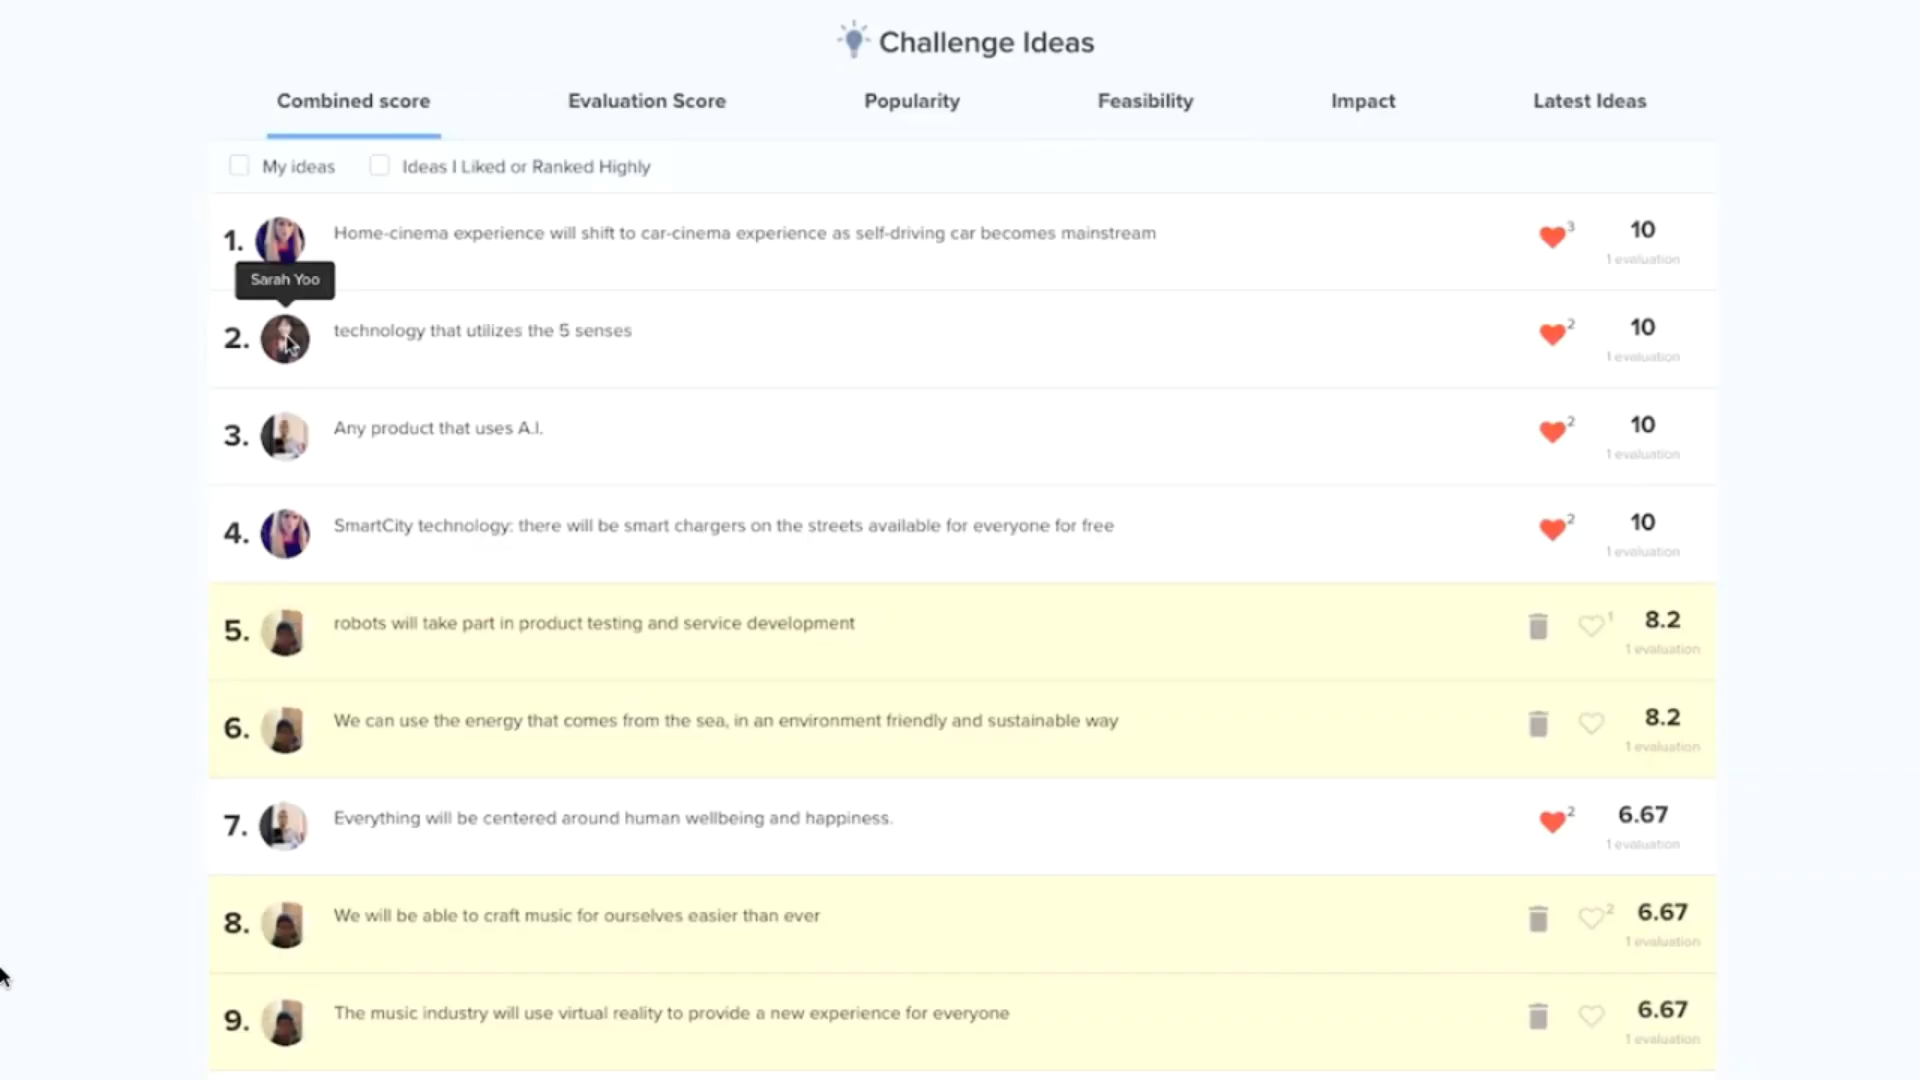 Challenge Ideas
Combined score Evaluation Score Popularity Feasibility Impact Latest Ideas
My ideas Ideas I Liked or Ranked Highly
1. Home-cinema experience will shift to car-cinema experience as self-driving car becomes mainstream 3 10
1 evaluation
Sarah Yoo
2. technology that utilizes the 5 senses 2 10
1 evaluation
3. Any product that uses A.I. 2 10
1 evaluation
4. SmartCity technology: there will be smart chargers on the streets available for everyone for free 2 10
1 evaluation
5. robots will take part in product testing and service development 1 8.2
1 evaluation
6. We can use the energy that comes from the sea, in an environment friendly and sustainable way 8.2
1 evaluation
7. Everything will be centered around human wellbeing and happiness. 2 6.67
1 evaluation
8. We will be able to craft music for ourselves easier than ever 2 6.67
1 evaluation
9. The music industry will use virtual reality to provide a new experience for everyone 6.67
1 evaluation